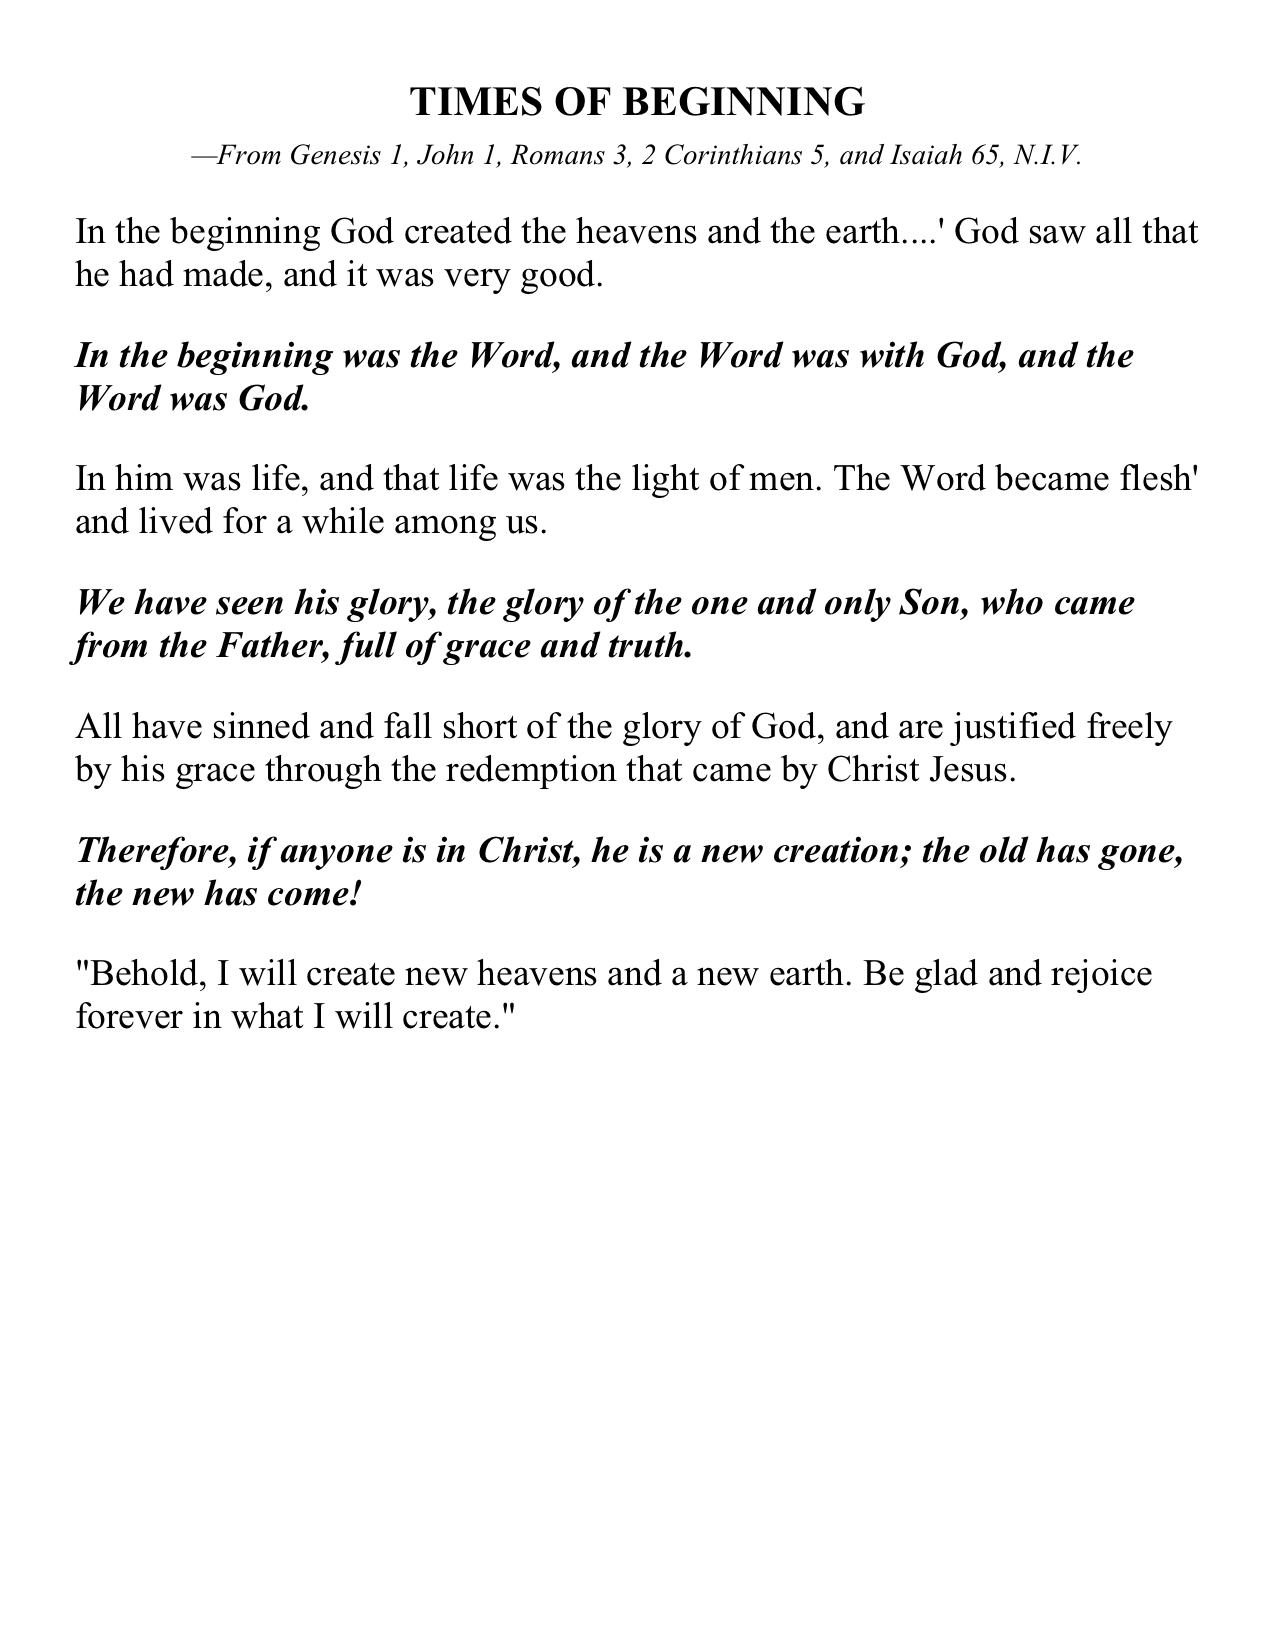 TIMES OF BEGINNING
—From Genesis 1, John 1, Romans 3, 2 Corinthians 5, and Isaiah 65, N.I.V.
In the beginning God created the heavens and the earth....' God saw all that
he had made, and it was very good.
In the beginning was the Word, and the Word was with God, and the
Word was God.
In him was life, and that life was the light of men. The Word became flesh'
and lived for a while among us.
We have seen his glory, the glory of the one and only Son, who came
from the Father, full of grace and truth.
All have sinned and fall short of the glory of God, and are justified freely
by his grace through the redemption that came by Christ Jesus.
Therefore, if anyone is in Christ, he is a new creation; the old has gone,
the new has come!
"Behold, I will create new heavens and a new earth. Be glad and rejoice
forever in what I will create."